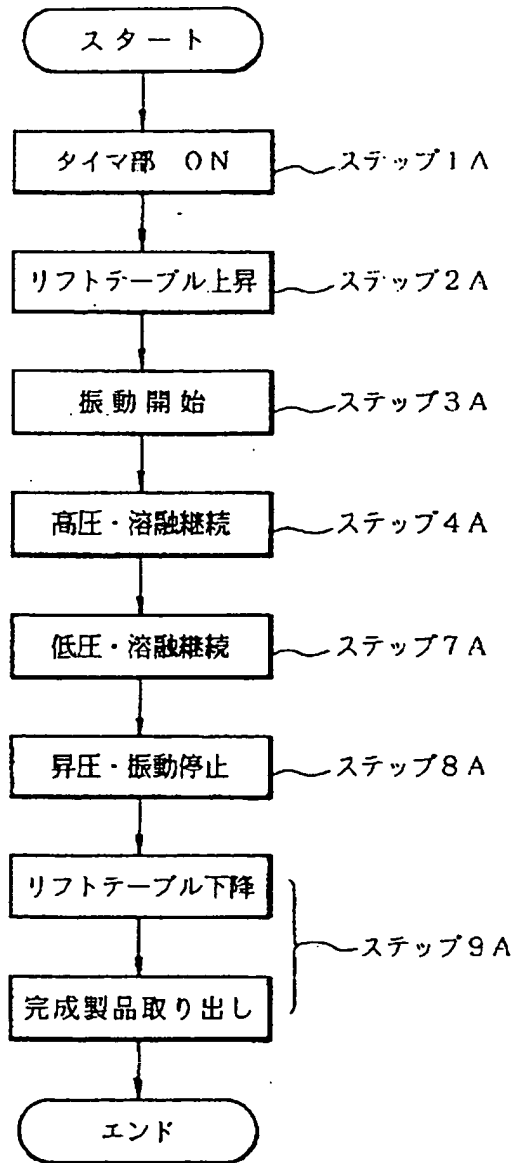 スタート
タイマ部 ON
ステップ1A
リフトテーブル上昇
ステップ2A
振動開始
ステップ3A
高圧・溶融継続
ステップ4A
低圧・溶融継続
ステップ7A
昇圧・振動停止
ステップ8A
リフトテーブル下降
ステップ9A
完成製品取り出し
エンド